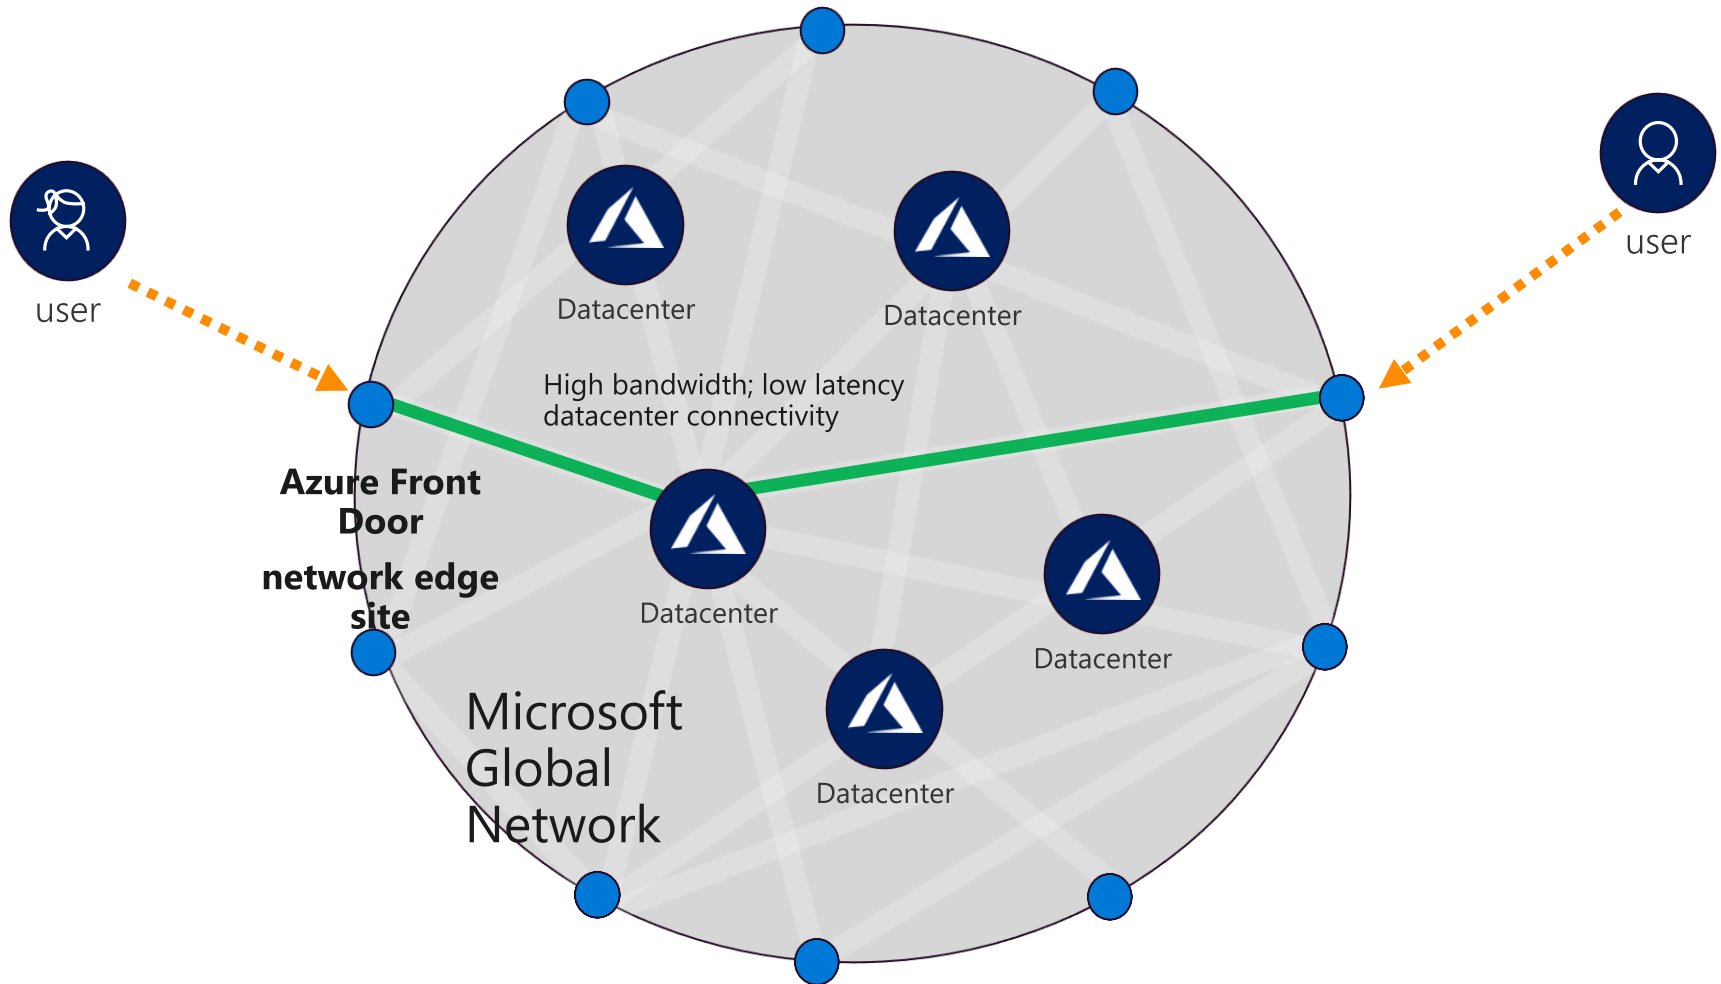 user
user
Datacenter
Datacenter
High bandwidth; low latency
datacenter connectivity
Azure Front
Door
network edge
site
Datacenter
Datacenter
Microsoft
Global
Network
Datacenter